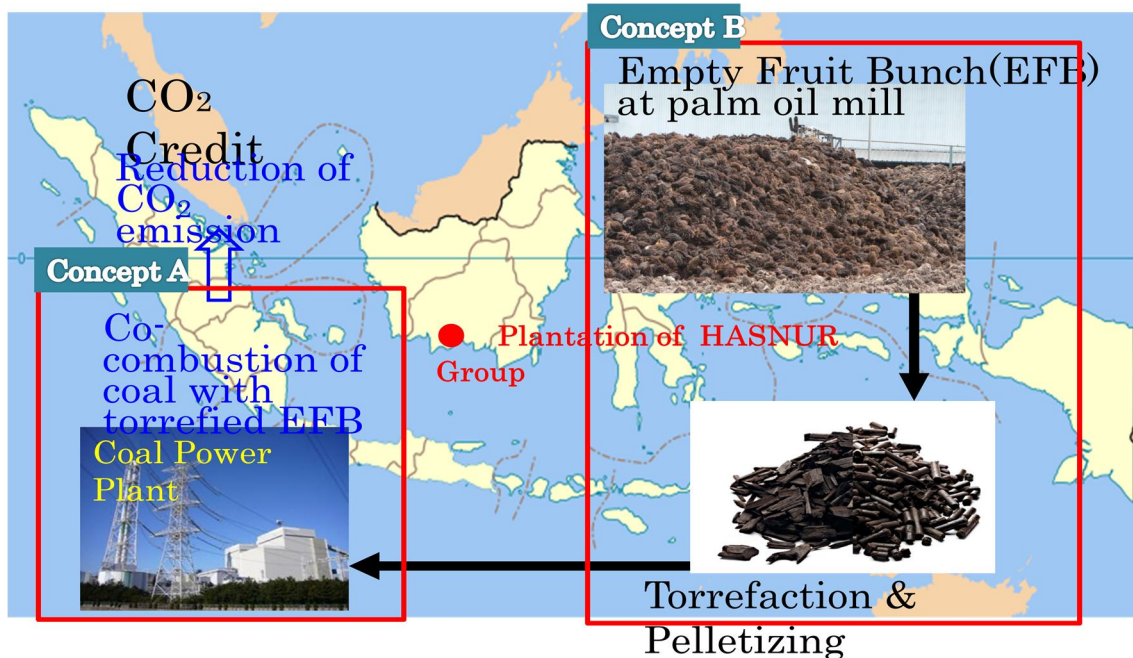 Concept B
Empty Fruit Bunch(EFB)
at palm oil mill
CO₂
Credit
Reduction of
CO₂
emission
0
Concept A
Co-
combustion of
coal with
torrefied EFB
Plantation of HASNUR
Group
Coal Power
Plant
Torrefaction &
Pelletizing